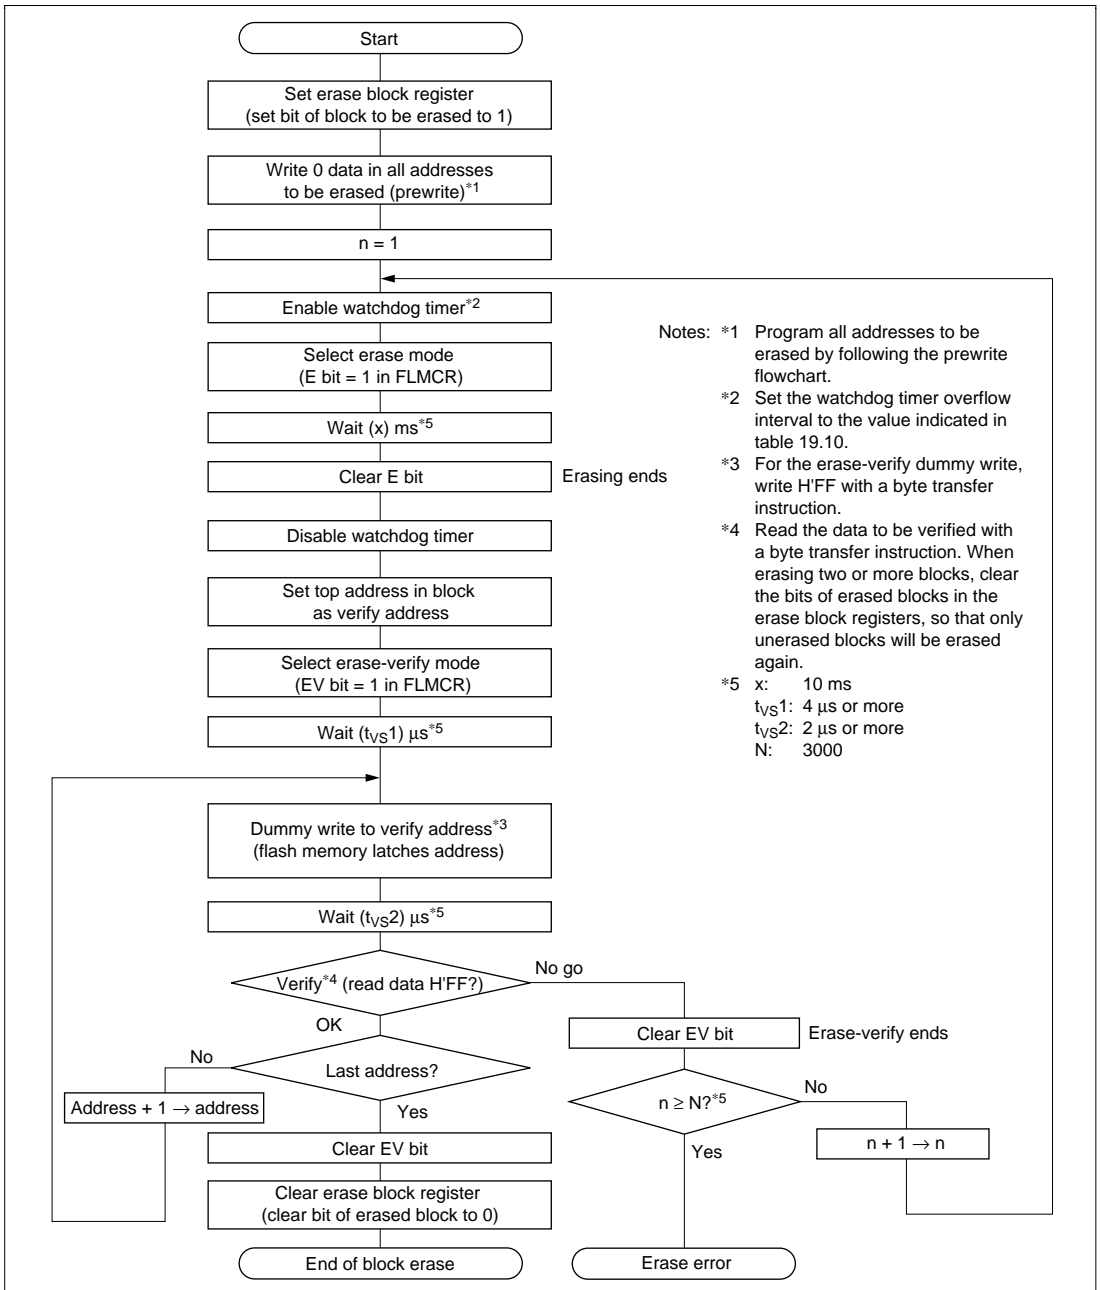 Start
Set erase block register
(set bit of block to be erased to 1)
Write 0 data in all addresses
to be erased (prewrite)*1
n = 1
Enable watchdog timer*2
Select erase mode
(E bit = 1 in FLMCR)
Wait (x) ms*5
Clear E bit
Erasing ends
Disable watchdog timer
Set top address in block
as verify address
Select erase-verify mode
(EV bit = 1 in FLMCR)
Wait (tVS1) μs*5
Dummy write to verify address*3
(flash memory latches address)
Wait (tVS2) μs*5
Verify*4 (read data H'FF?)
No go
OK
Last address?
No
Address + 1 → address
Yes
Clear EV bit
Clear erase block register
(clear bit of erased block to 0)
End of block erase
Clear EV bit
Erase-verify ends
n ≥ N?*5
No
n + 1 → n
Yes
Erase error
Notes: *1 Program all addresses to be
erased by following the prewrite
flowchart.
*2 Set the watchdog timer overflow
interval to the value indicated in
table 19.10.
*3 For the erase-verify dummy write,
write H'FF with a byte transfer
instruction.
*4 Read the data to be verified with
a byte transfer instruction. When
erasing two or more blocks, clear
the bits of erased blocks in the
erase block registers, so that only
unerased blocks will be erased
again.
*5 x: 10 ms
tVS1: 4 μs or more
tVS2: 2 μs or more
N: 3000